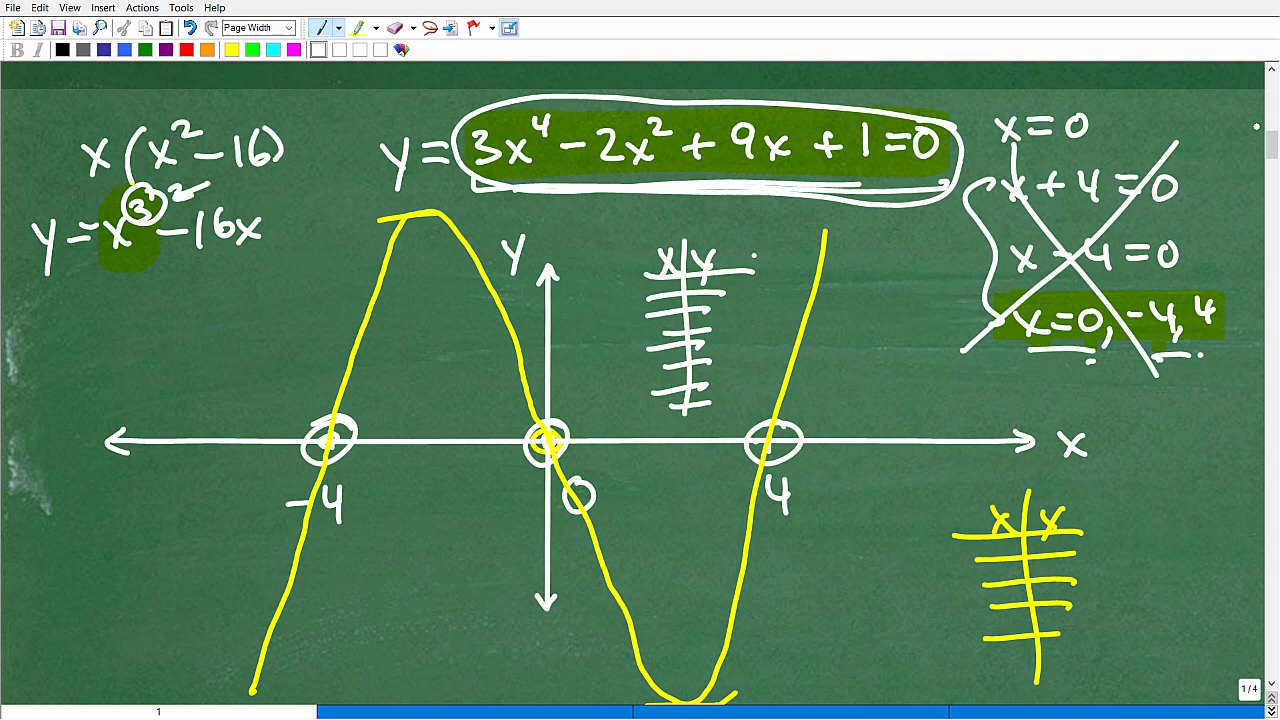 File Edit View Insert Actions Tools Help
Page Width
B I
x(x² - 16)
y = 3x⁴ - 2x² + 9x + 1 = 0
x = 0
x + 4 = 0
y = x³ - 16x
2
x - 4 = 0
x = 0, -4, 4
y
x y
x
-4 0 4
x y
1/4
1